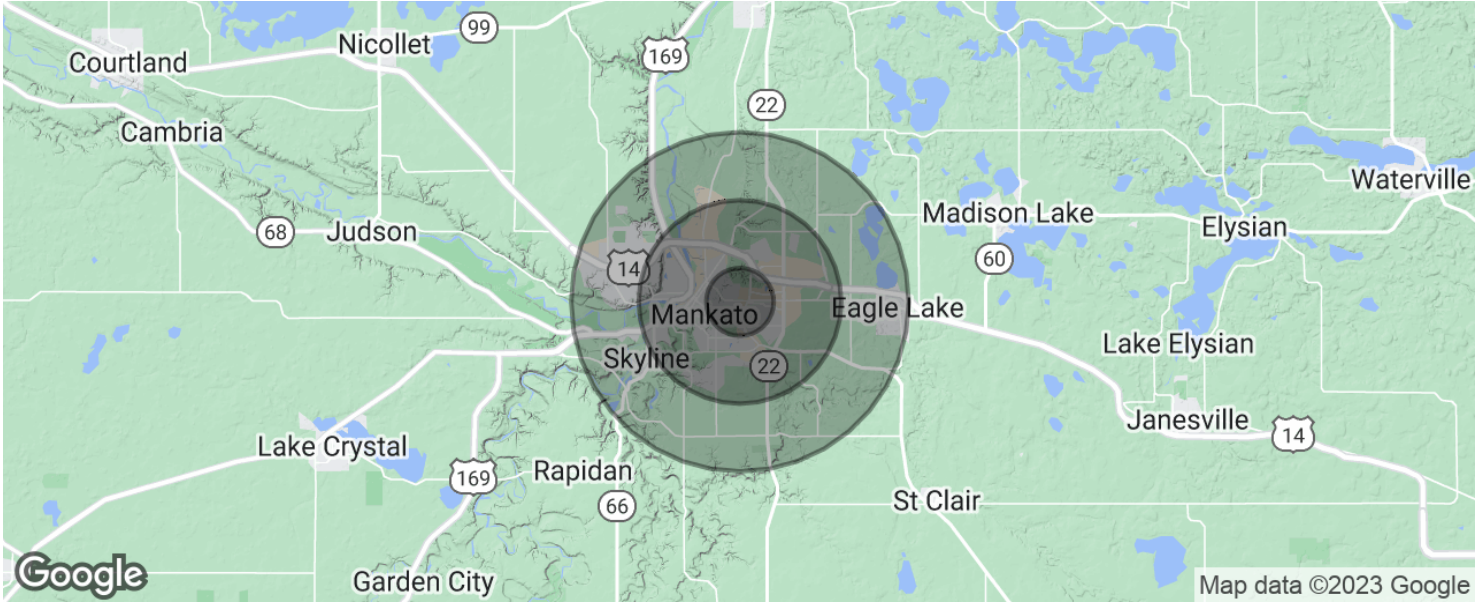 99
Nicollet
169
Courtland
22
Cambria
Waterville
Madison Lake
Elysian
68
Judson
60
14
Eagle Lake
Mankato
Lake Elysian
Skyline
22
Janesville
14
Lake Crystal
Rapidan
169
66
St Clair
Garden City
Google
Map data ©2023 Google